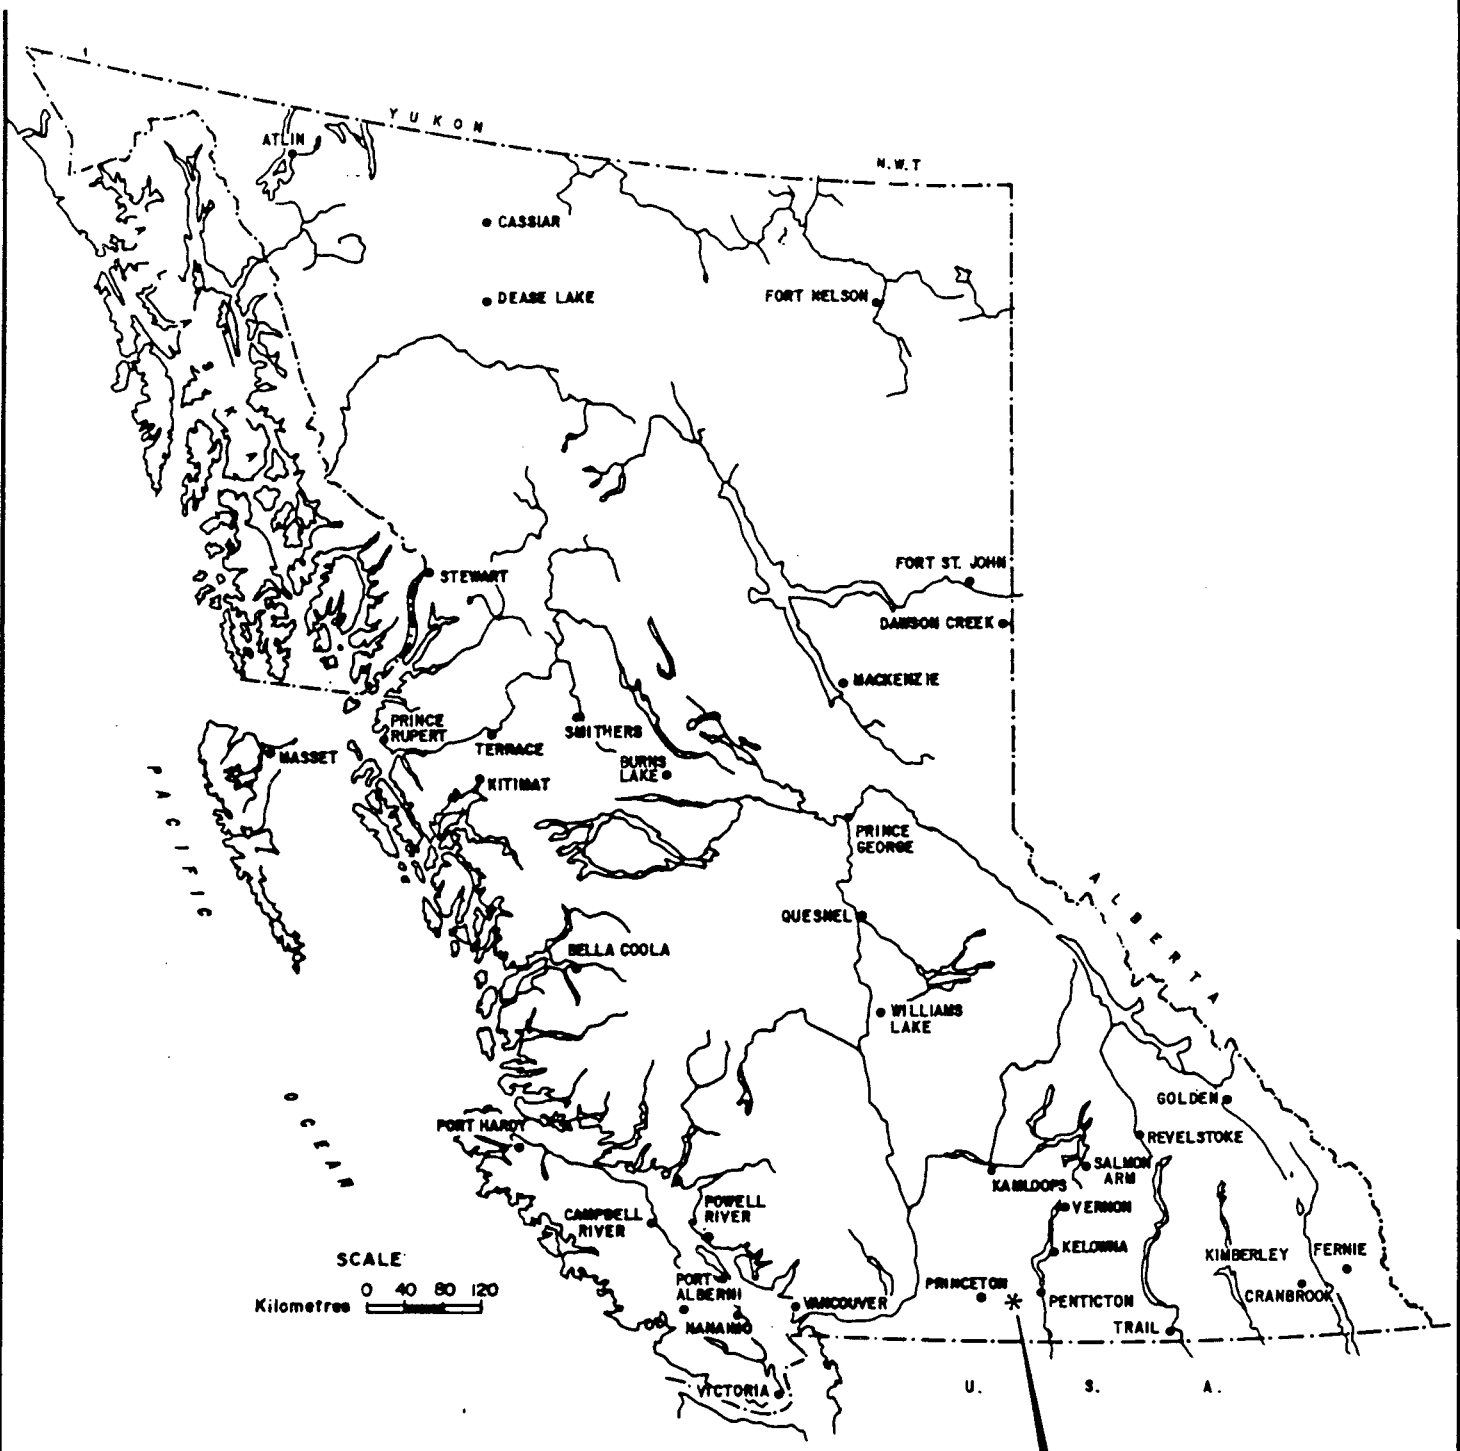 YUKON
N.W.T
ATLIN
CASSIAR
DEASE LAKE
FORT NELSON
ALASKA
FORT ST. JOHN
STEWART
DAWSON CREEK
MACKENZIE
PRINCE
RUPERT
SMITHERS
TERRACE
MASSET
BURNS
LAKE
KITIMAT
PACIFIC
PRINCE
GEORGE
ALBERTA
QUESNEL
BELLA COOLA
WILLIAMS
LAKE
OCEAN
GOLDEN
PORT HARDY
REVELSTOKE
SALMON
ARM
KAMLOOPS
POWELL
RIVER
VERNON
CAMPBELL
RIVER
KELOWNA
KIMBERLEY
FERNIE
SCALE
PORT
ALBERNI
PRINCETON
0 40 80 120
Kilometres
VANCOUVER
PENTICTON
CRANBROOK
NANAIMO
TRAIL
VICTORIA
U. S. A.